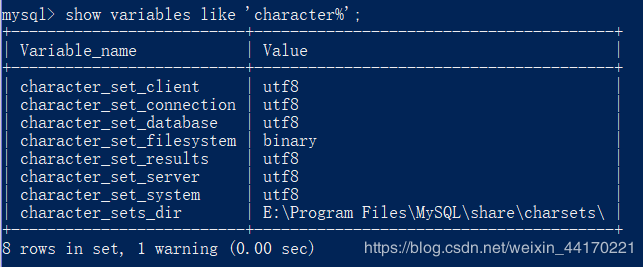 mysql> show variables like 'character%';
+--------------------------+---------------------------------------+
| Variable_name | Value |
+--------------------------+---------------------------------------+
| character_set_client | utf8 |
| character_set_connection | utf8 |
| character_set_database | utf8 |
| character_set_filesystem | binary |
| character_set_results | utf8 |
| character_set_server | utf8 |
| character_set_system | utf8 |
| character_sets_dir | E:\Program Files\MySQL\share\charsets\ |
+--------------------------+---------------------------------------+
8 rows in set, 1 warning (0.00 sec)
https://blog.csdn.net/weixin_44170221